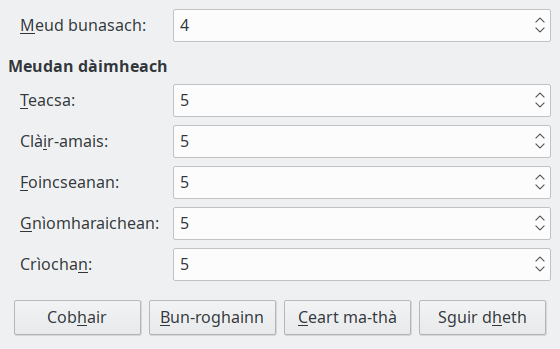 Meud bunasach: 4
Meudan dàimheach
Teacsa: 5
Clàir-amais: 5
Foincseanan: 5
Gnìomharaichean: 5
Crìochan: 5
Cobhair Bun-roghainn Ceart ma-thà Sguir dheth